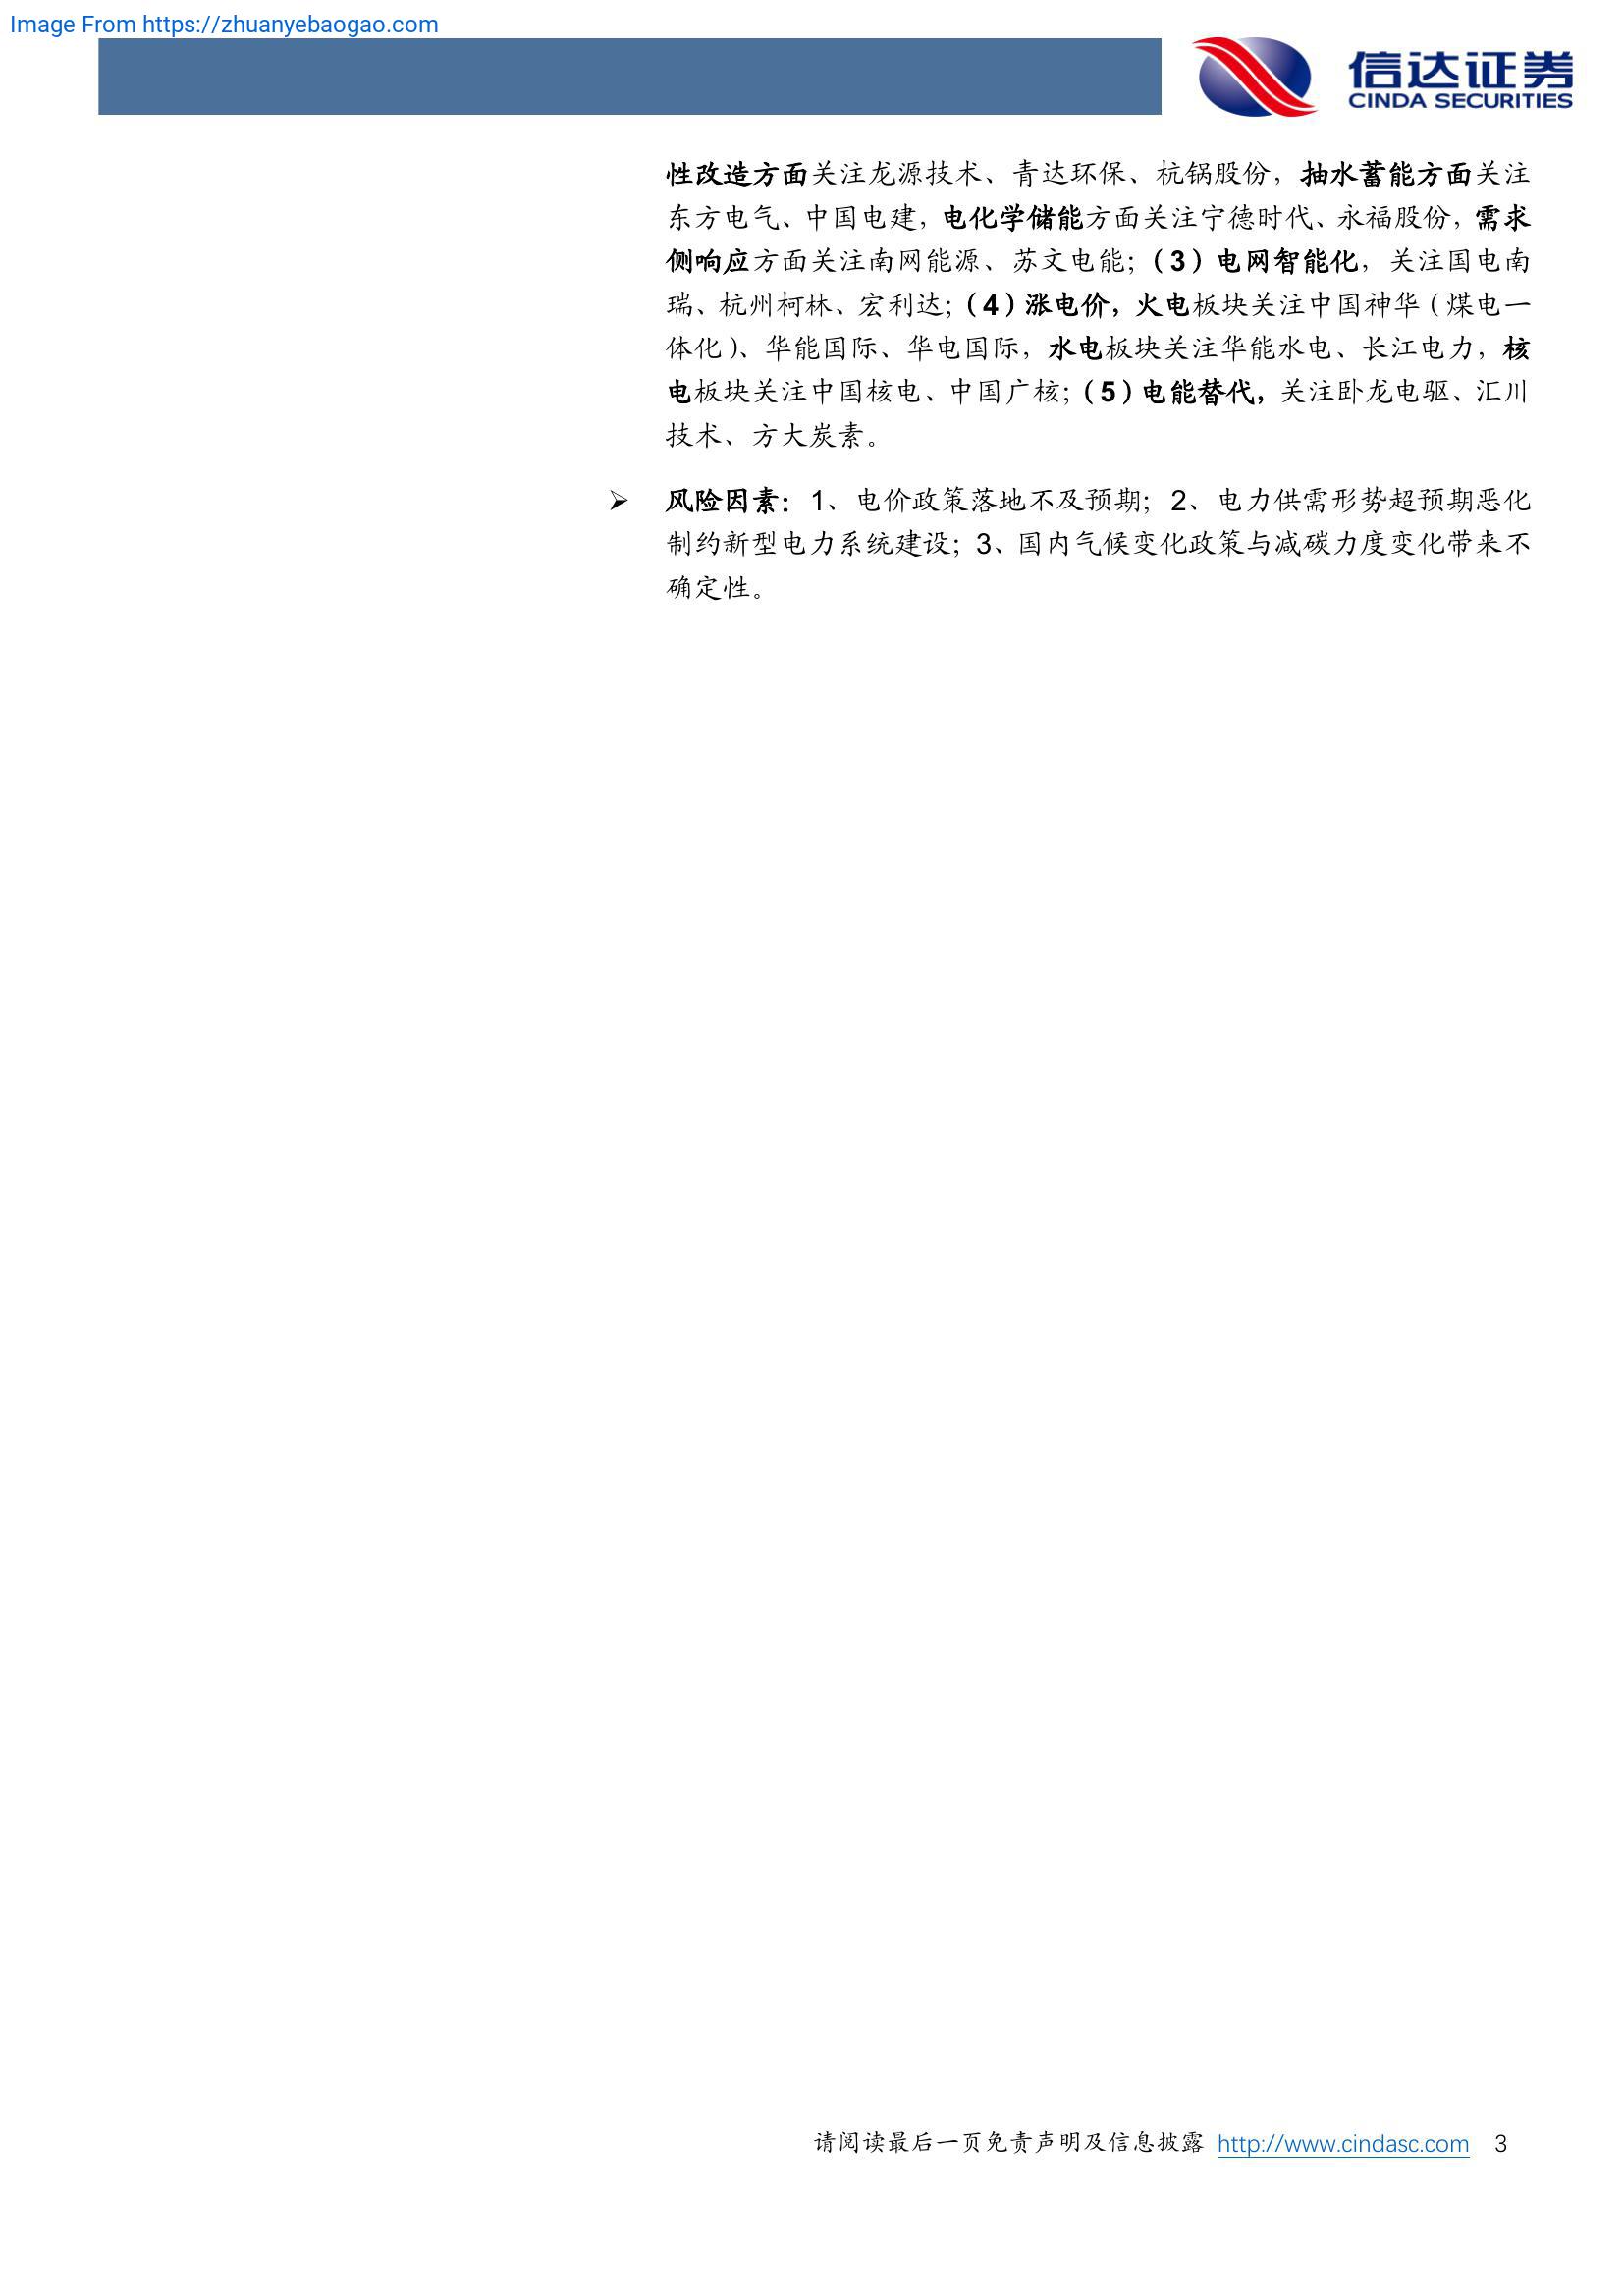 Image From https://zhuanyebaogao.com
信达证券
CINDA SECURITIES
性改造方面关注龙源技术、青达环保、杭锅股份，抽水蓄能方面关注
东方电气、中国电建，电化学储能方面关注宁德时代、永福股份，需求
侧响应方面关注南网能源、苏文电能；（3）电网智能化，关注国电南
瑞、杭州柯林、宏利达；（4）涨电价，火电板块关注中国神华（煤电一
体化）、华能国际、华电国际，水电板块关注华能水电、长江电力，核
电板块关注中国核电、中国广核；（5）电能替代，关注卧龙电驱、汇川
技术、方大炭素。
➢ 风险因素：1、电价政策落地不及预期；2、电力供需形势超预期恶化
制约新型电力系统建设；3、国内气候变化政策与减碳力度变化带来不
确定性。
请阅读最后一页免责声明及信息披露 http://www.cindasc.com 3